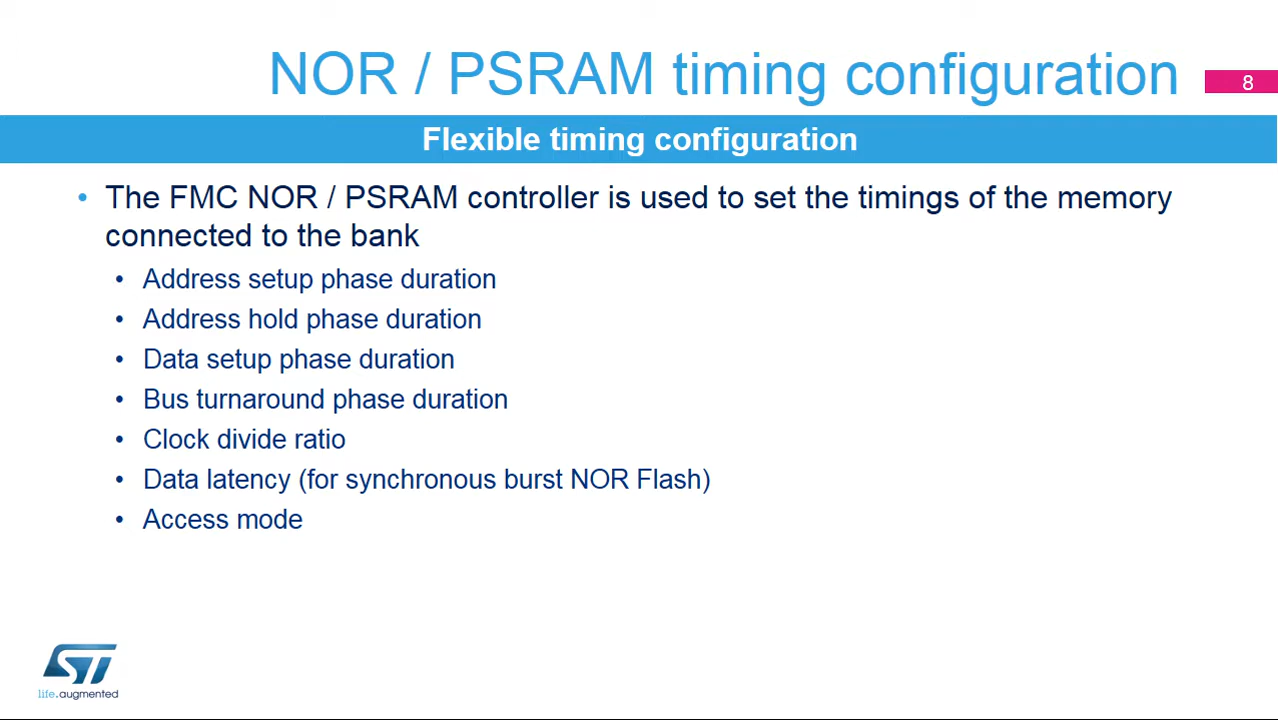 NOR / PSRAM timing configuration
8
Flexible timing configuration
• The FMC NOR / PSRAM controller is used to set the timings of the memory
connected to the bank
• Address setup phase duration
• Address hold phase duration
• Data setup phase duration
• Bus turnaround phase duration
• Clock divide ratio
• Data latency (for synchronous burst NOR Flash)
• Access mode
ST
life.augmented